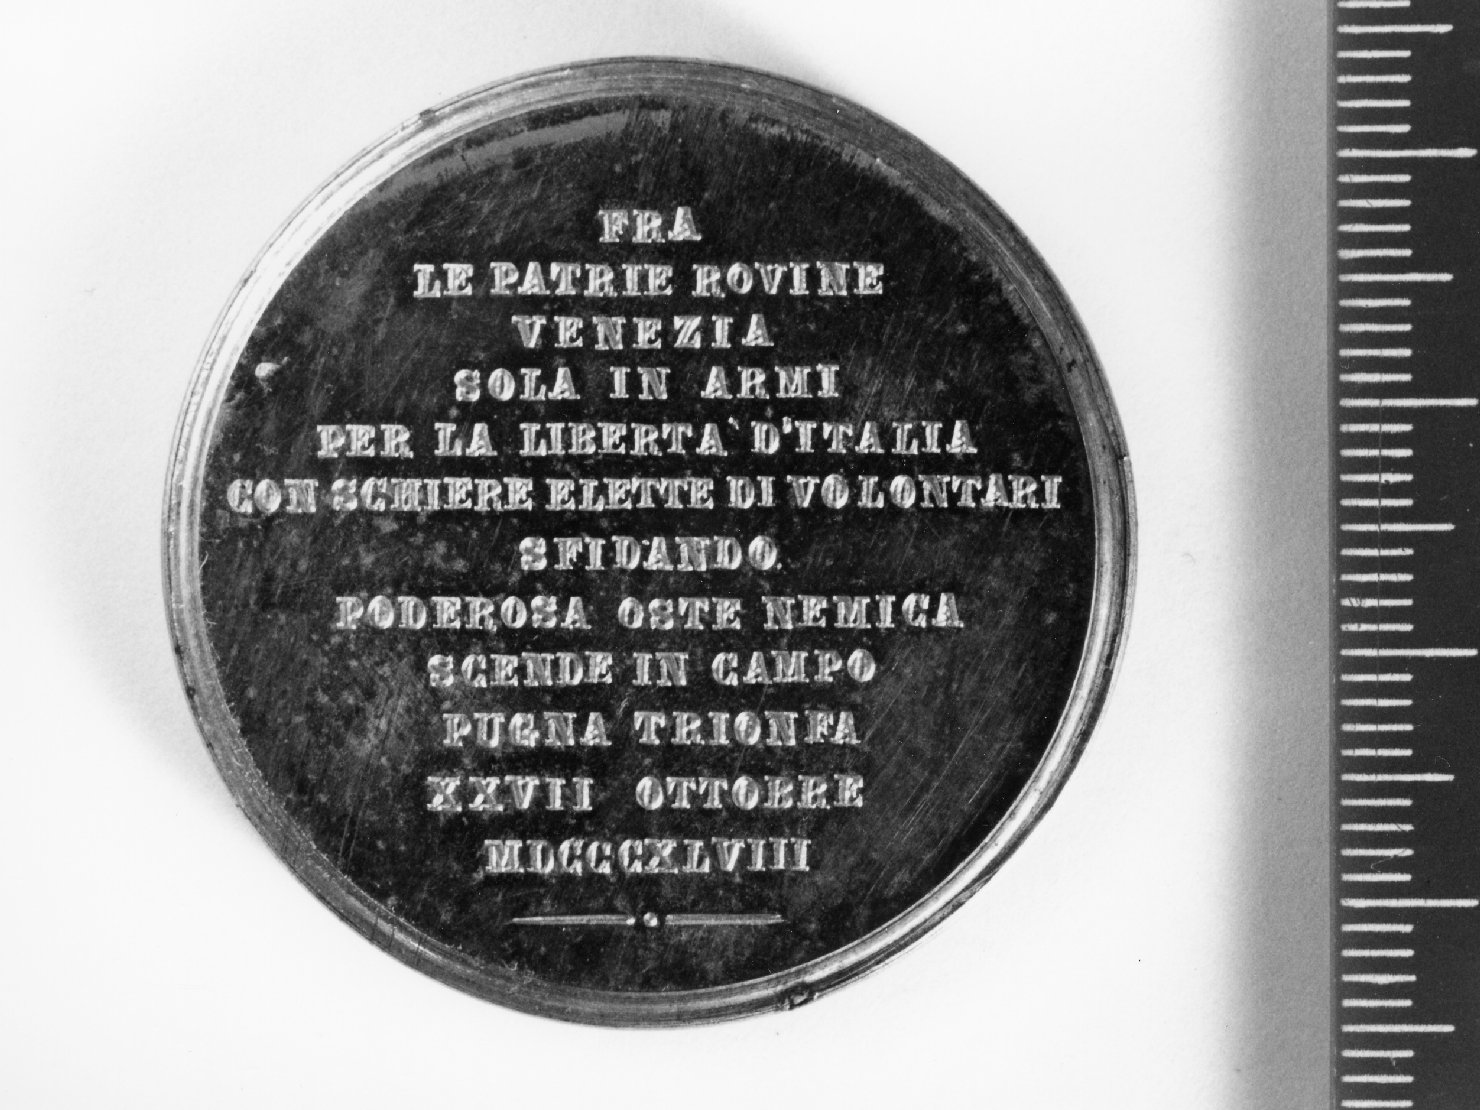 FRA
LE PATRIE ROVINE
VENEZIA
SOLA IN ARMI
PER LA LIBERTA` D'ITALIA
CON SCHIERE ELETTE DI VOLONTARI
SFIDANDO
PODEROSA OSTE NEMICA
SCENDE IN CAMPO
PUGNA TRIONFA
XXVII OTTOBRE
MDCCCXLVIII